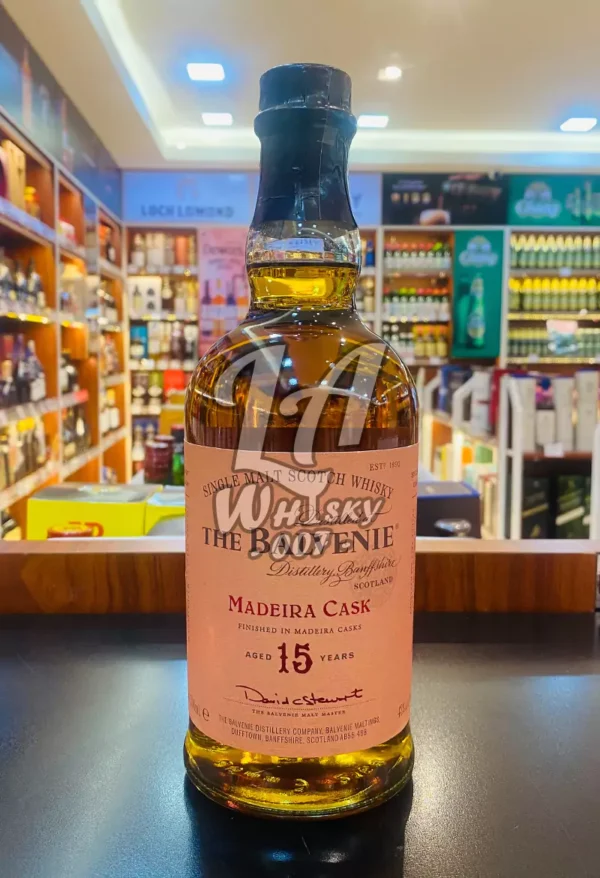 LOCH LOMOND
LA
WHISKY
SINGLE MALT SCOTCH WHISKY
THE BALVENIE
Distillery, Banffshire
SCOTLAND
MADEIRA CASK
FINISHED IN MADEIRA CASKS
AGED 15 YEARS
David C Stewart
THE BALVENIE MALT MASTER
THE BALVENIE DISTILLERY COMPANY, BALVENIE MALTINGS,
DUFFTOWN, BANFFSHIRE, SCOTLAND AB55 4BB